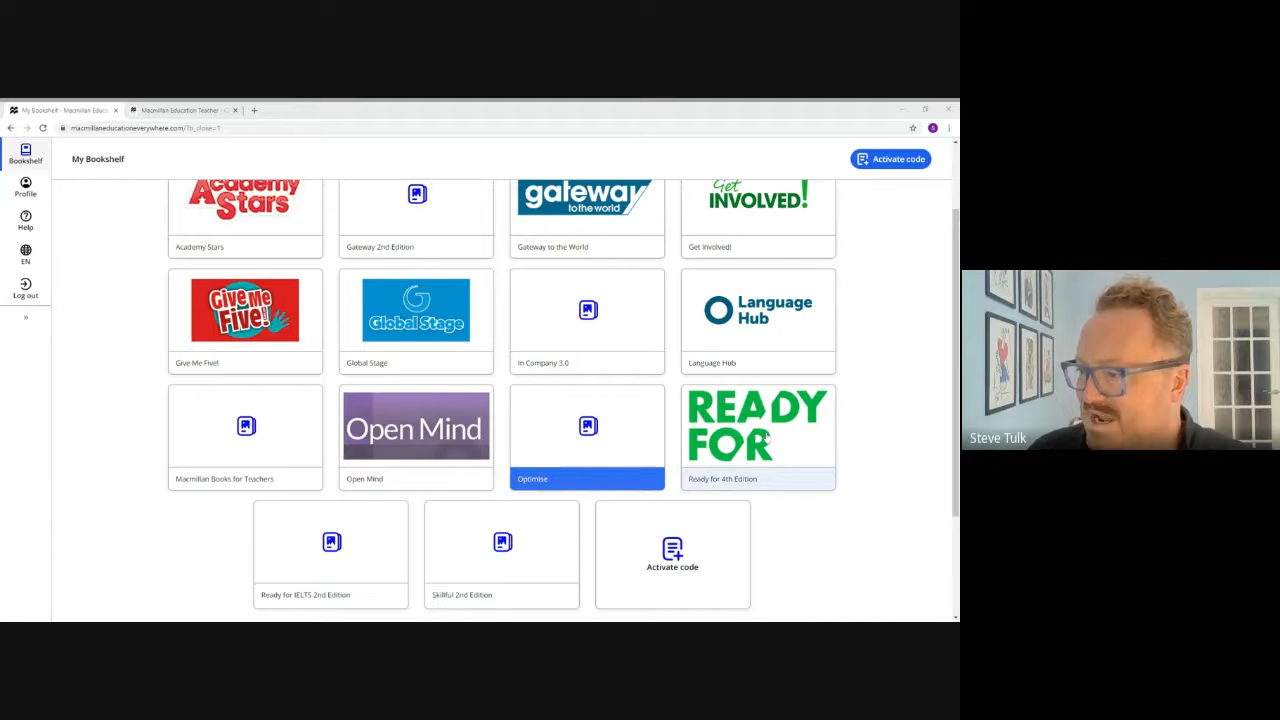 My Bookshelf - Macmillan Educa
Macmillan Education Teacher - 
macmillaneducationeverywhere.com/?b_close=1
S
Bookshelf
My Bookshelf
Activate code
Profile
Help
EN
Log out
»
Academy
Stars
gateway
to the world
Get
INVOLVED!
Academy Stars
Gateway 2nd Edition
Gateway to the World
Get Involved!
Give Me
Five!
G
Global Stage
Language
Hub
Give Me Five!
Global Stage
In Company 3.0
Language Hub
Open Mind
READY
FOR
Macmillan Books for Teachers
Open Mind
Optimise
Ready for 4th Edition
Activate code
Ready for IELTS 2nd Edition
Skillful 2nd Edition
Steve Tulk